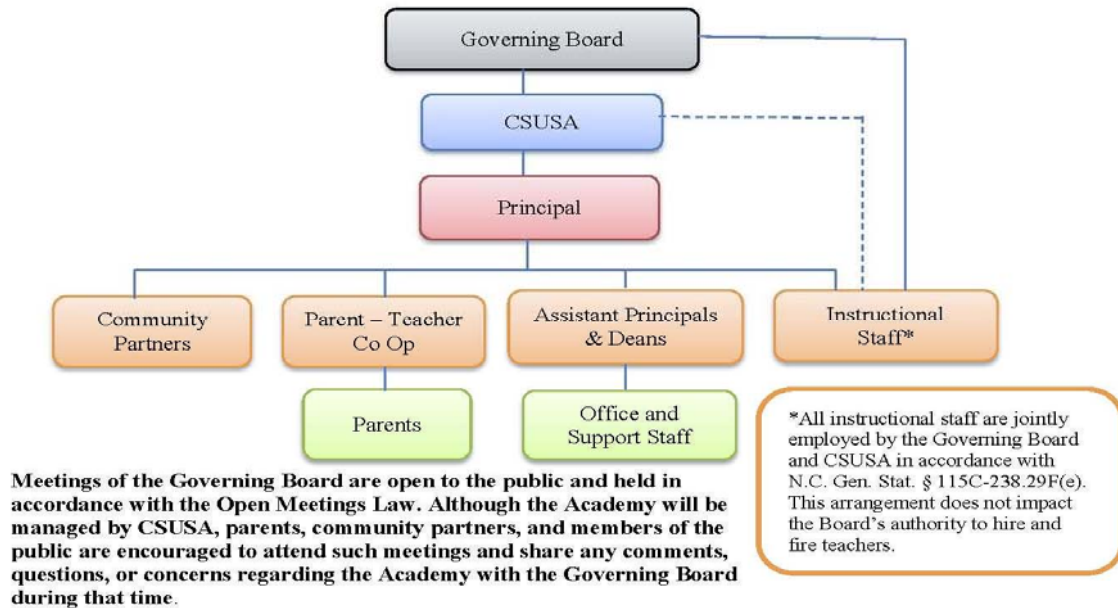 Governing Board
CSUSA
Principal
Community
Partners
Parent – Teacher
Co Op
Assistant Principals
& Deans
Instructional
Staff*
Parents
Office and
Support Staff
*All instructional staff are jointly
employed by the Governing Board
and CSUSA in accordance with
N.C. Gen. Stat. § 115C-238.29F(e).
This arrangement does not impact
the Board's authority to hire and
fire teachers.
Meetings of the Governing Board are open to the public and held in
accordance with the Open Meetings Law. Although the Academy will be
managed by CSUSA, parents, community partners, and members of the
public are encouraged to attend such meetings and share any comments,
questions, or concerns regarding the Academy with the Governing Board
during that time.